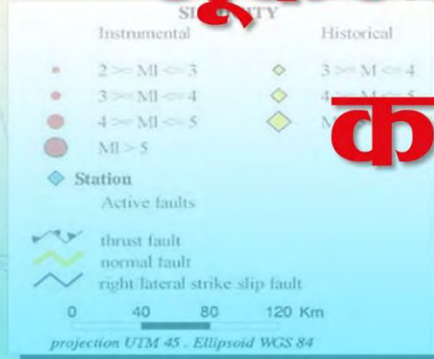 SEISMICITY
Instrumental Historical
2 >= Ml <= 3 3 >= M <= 4
3 >= Ml <= 4 4 >= M <= 5
4 >= Ml <= 5 M
Ml > 5
क
Station
Active faults
thrust fault
normal fault
right lateral strike slip fault
0 40 80 120 Km
projection UTM 45 . Ellipsoid WGS 84